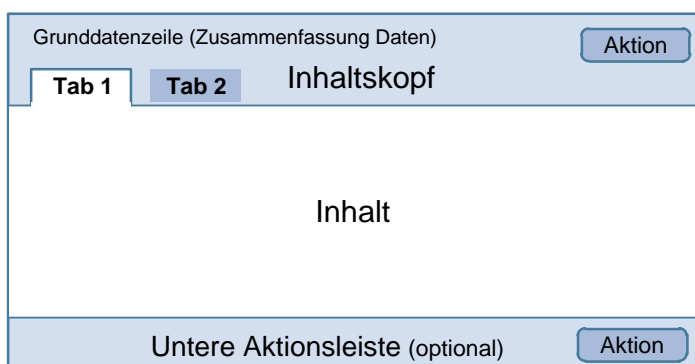 Grunddatenzeile (Zusammenfassung Daten)
Aktion
Tab 1
Tab 2
Inhaltskopf
Inhalt
Untere Aktionsleiste (optional)
Aktion